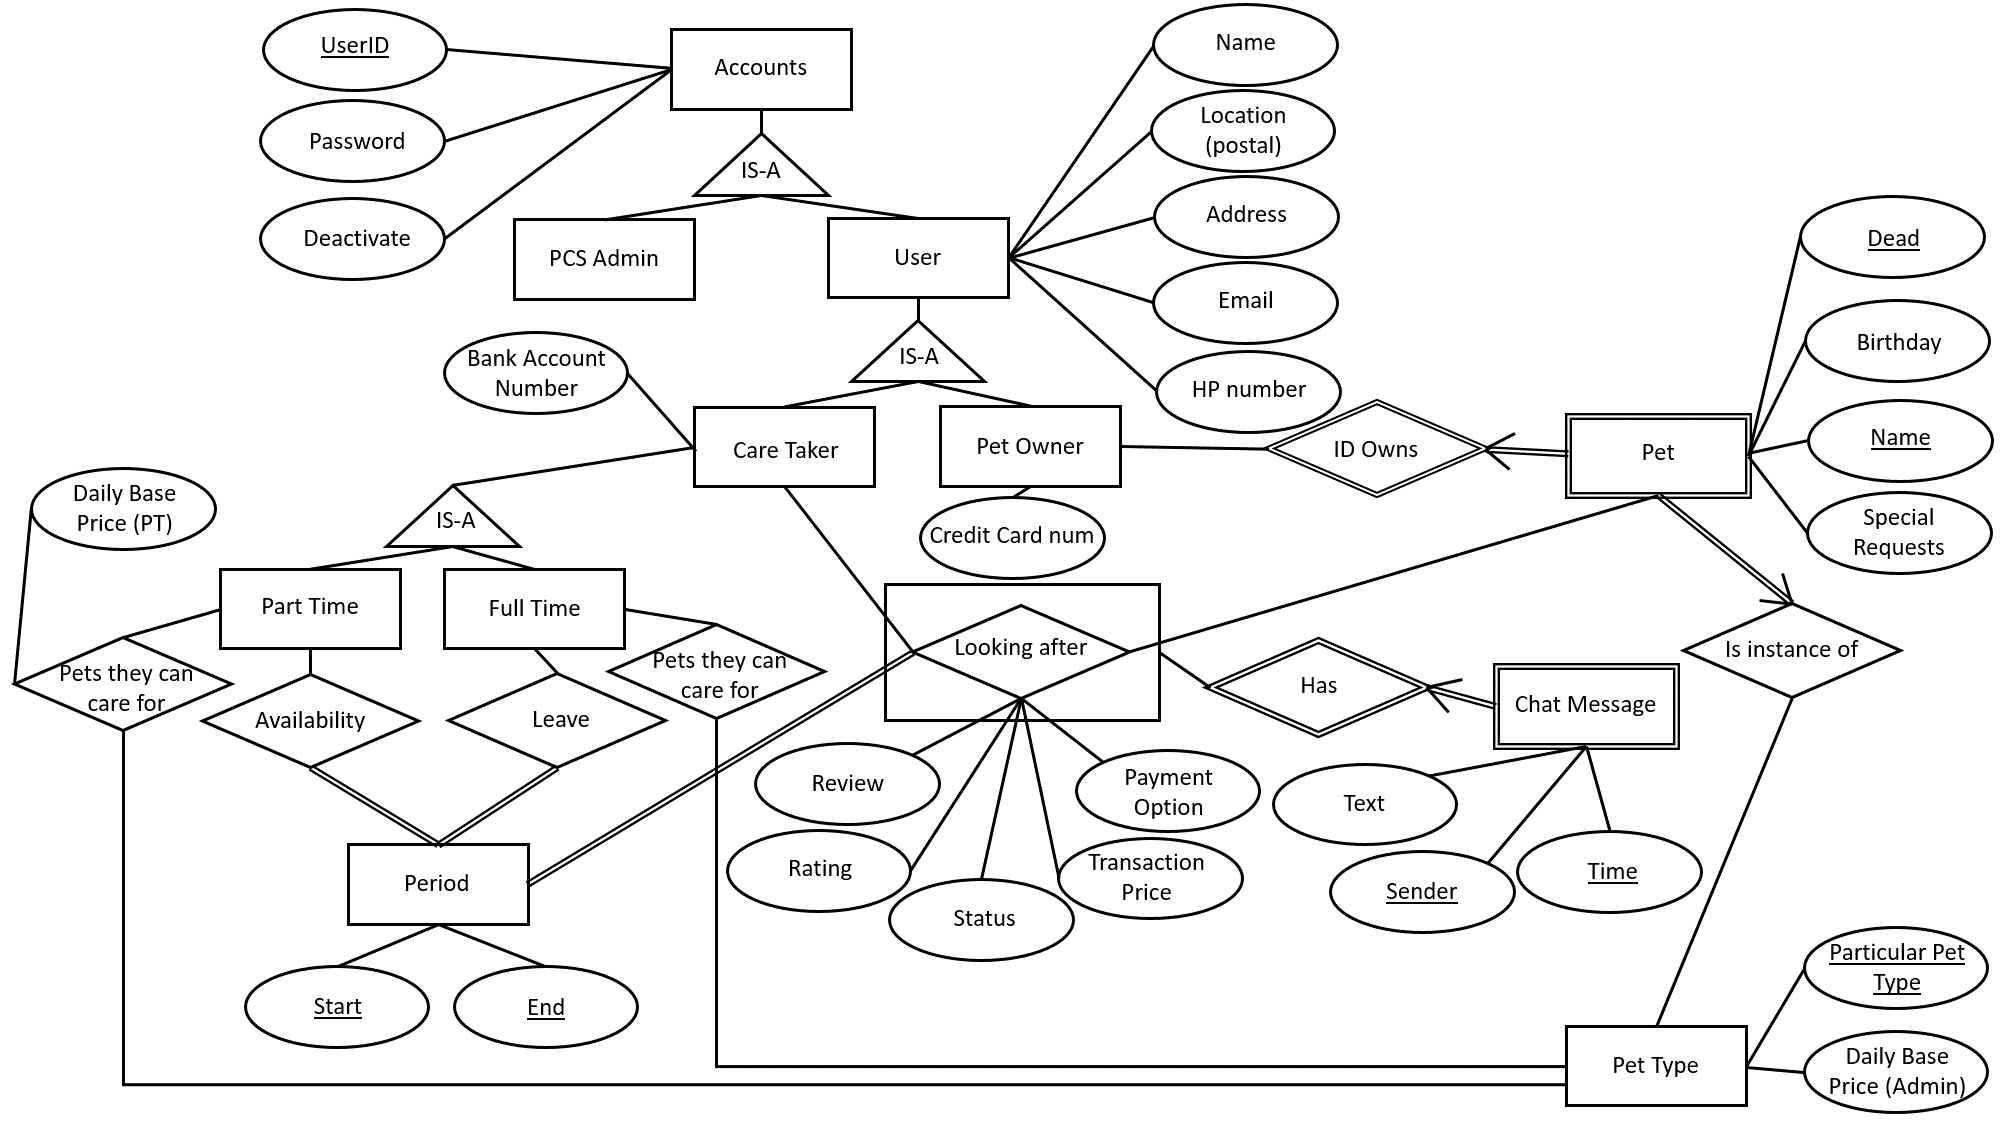 UserID
Accounts
Name
Password
Location
(postal)
IS-A
Address
Deactivate
PCS Admin
User
Dead
Email
Bank Account
Number
IS-A
Birthday
HP number
Care Taker
Pet Owner
ID Owns
Pet
Name
Daily Base
Price (PT)
IS-A
Credit Card num
Special
Requests
Part Time
Full Time
Pets they can
care for
Availability
Leave
Pets they can
care for
Looking after
Has
Chat Message
Is instance of
Review
Payment
Option
Text
Rating
Transaction
Price
Sender
Time
Period
Status
Start
End
Particular Pet
Type
Pet Type
Daily Base
Price (Admin)